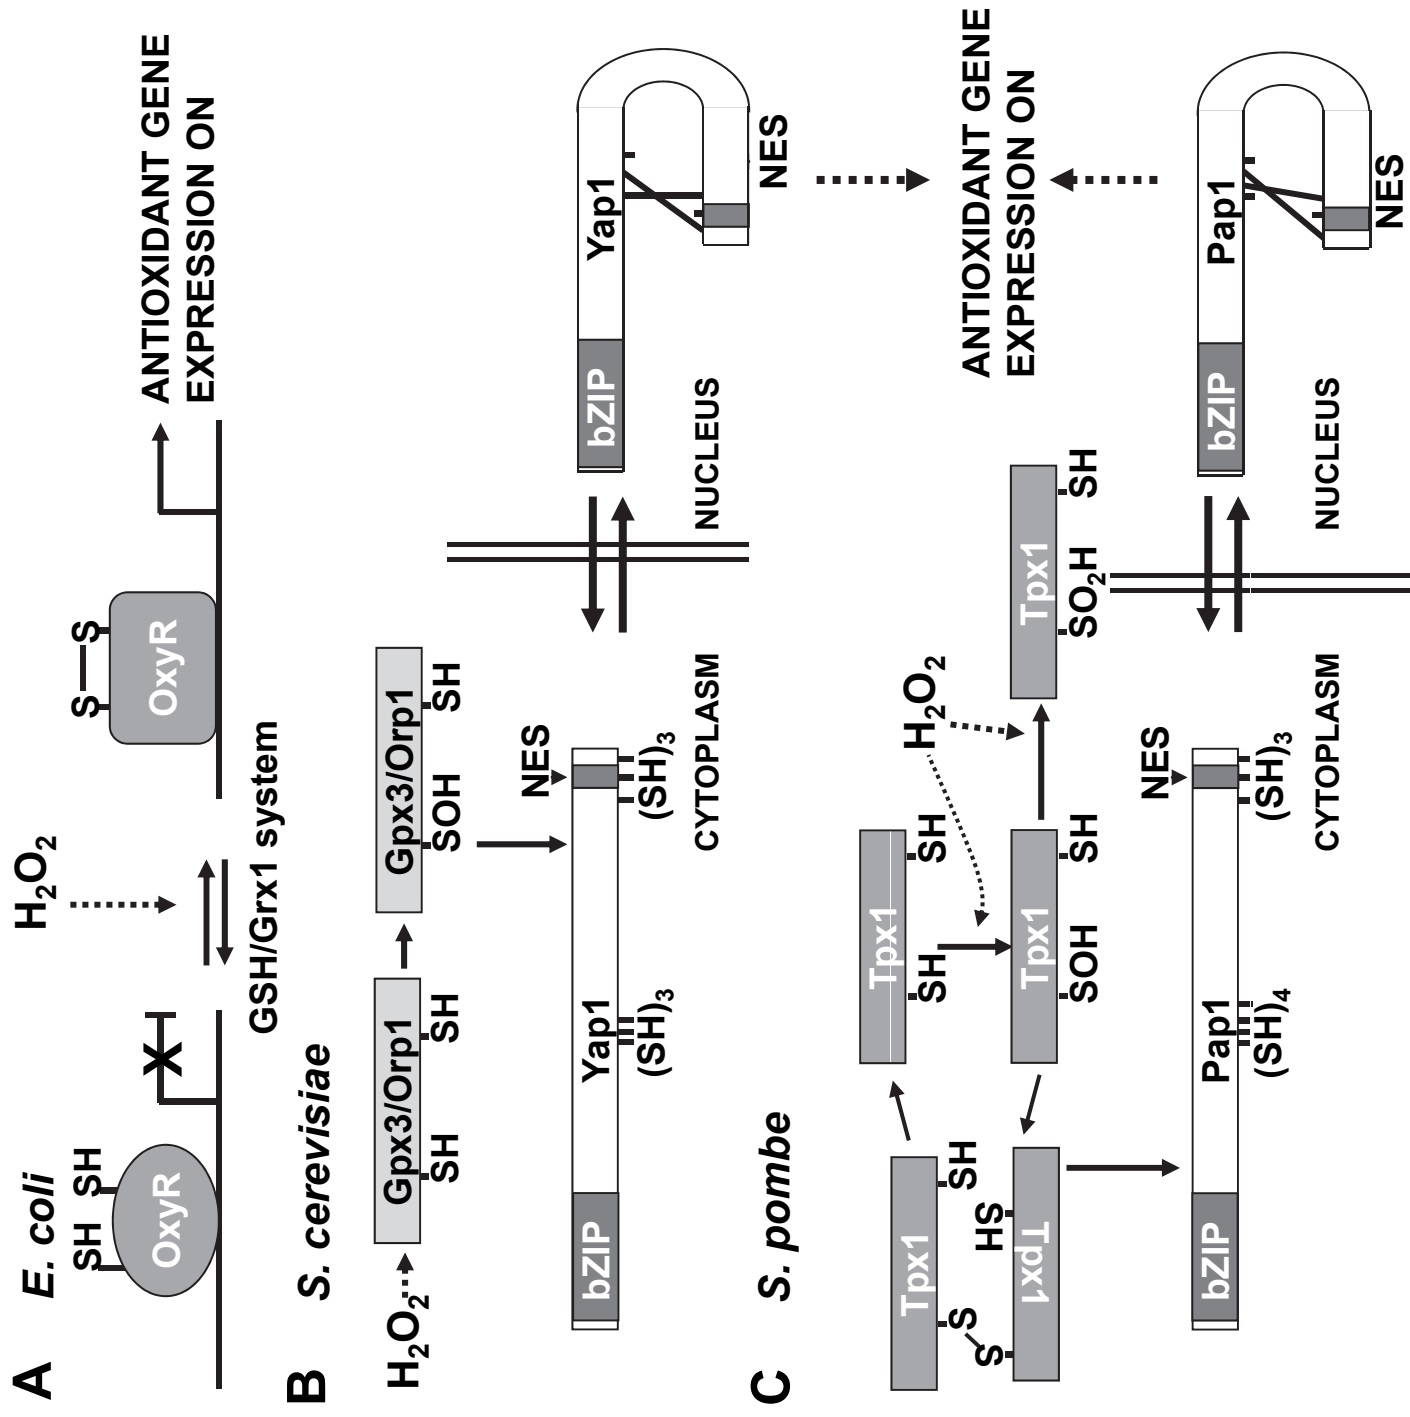 A
E. coli
H2O2
SH SH
OxyR
X
GSH/Grx1 system
S S
OxyR
ANTIOXIDANT GENE
EXPRESSION ON
B
S. cerevisiae
H2O2
Gpx3/Orp1
SH SH
Gpx3/Orp1
SOH SH
NES
bZIP
Yap1
(SH)3
(SH)3
CYTOPLASM
NUCLEUS
bZIP
Yap1
NES
ANTIOXIDANT GENE
EXPRESSION ON
C
S. pombe
Tpx1
S SH
S SH
Tpx1
Tpx1
SH SH
H2O2
Tpx1
SOH SH
Tpx1
SO2H SH
NES
bZIP
Pap1
(SH)4
(SH)3
CYTOPLASM
NUCLEUS
bZIP
Pap1
NES